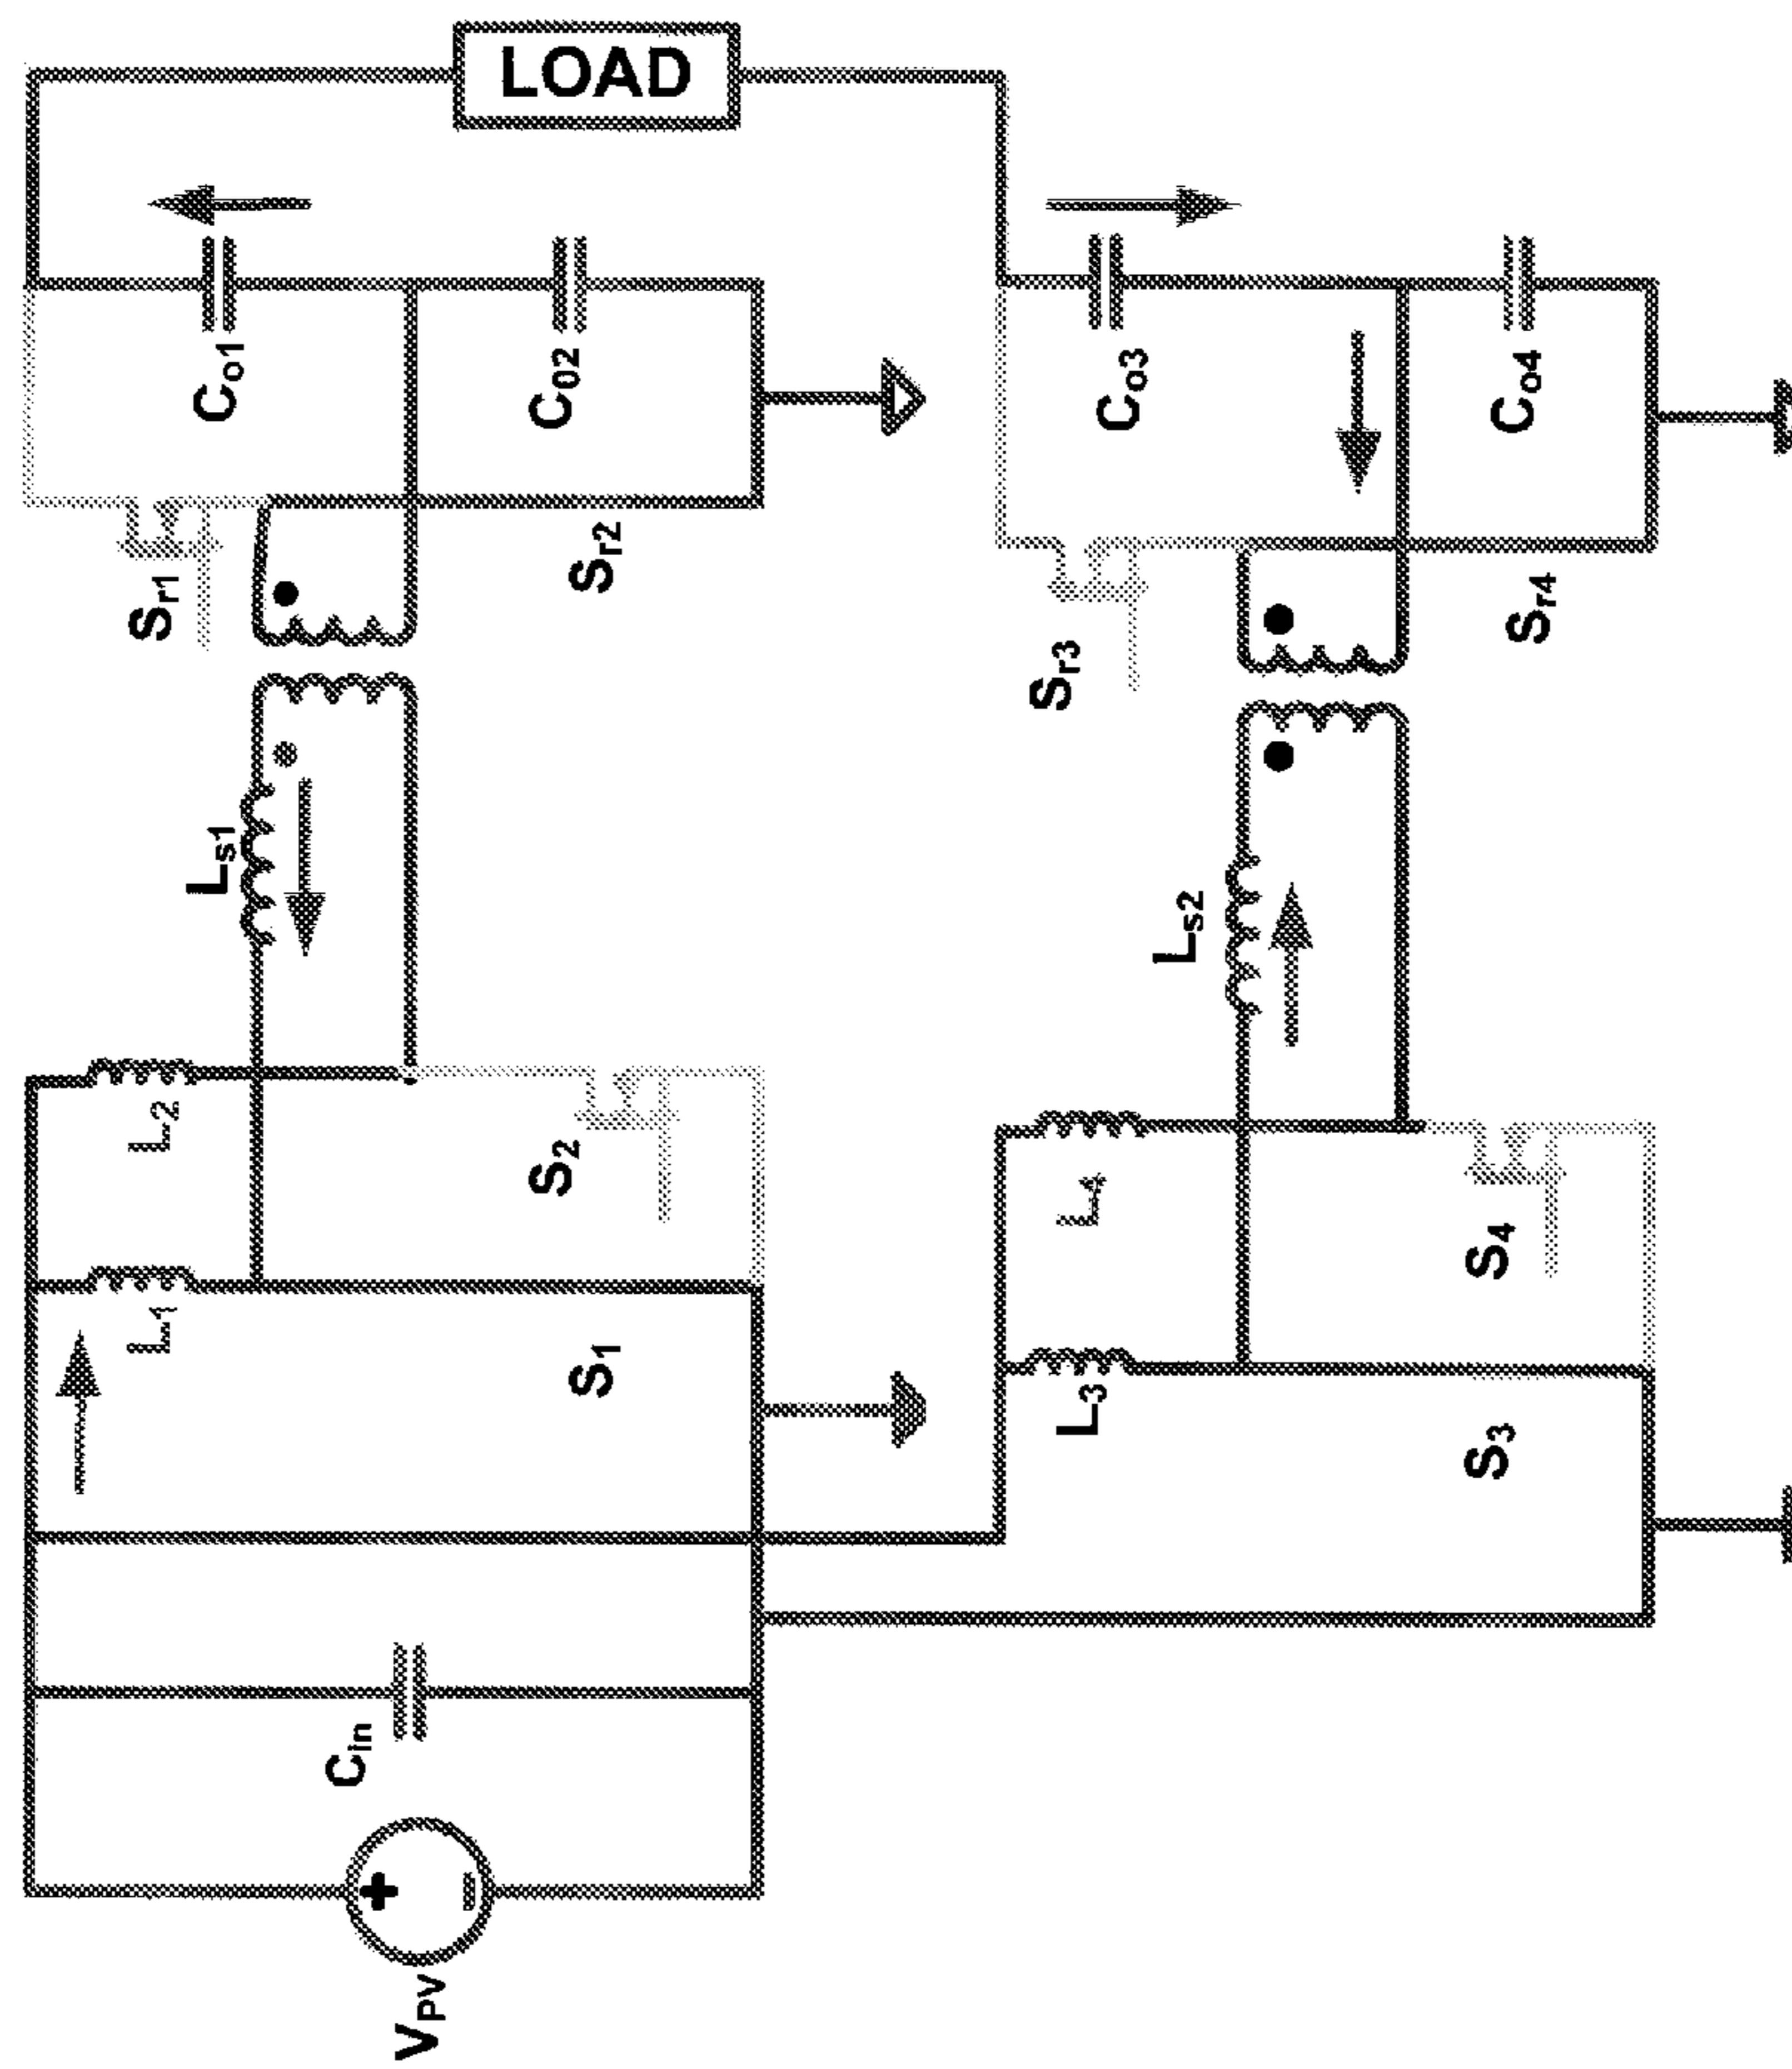 LOAD
Co1
C02
Co3
Co4
Sr1
Sr2
Sr3
Sr4
Ls1
Ls2
L2
S2
L4
S4
L1
S1
L3
S3
Cin
+
−
VPV